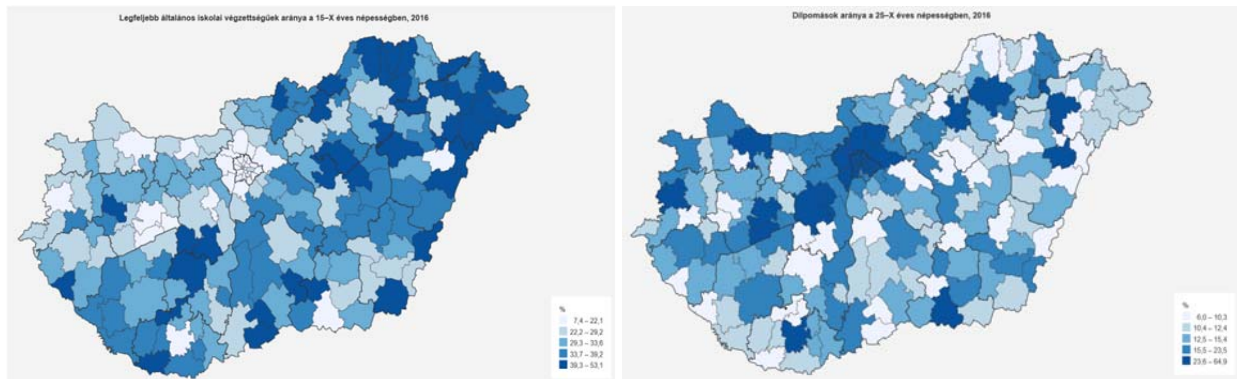 Legfeljebb általános iskolai végzettségűek aránya a 15–X éves népességben, 2016
%
7,4 – 22,1
22,2 – 29,2
29,3 – 33,6
33,7 – 39,2
39,3 – 53,1
Dilpomások aránya a 25–X éves népességben, 2016
%
6,0 – 10,3
10,4 – 12,4
12,5 – 15,4
15,5 – 23,5
23,6 – 64,9